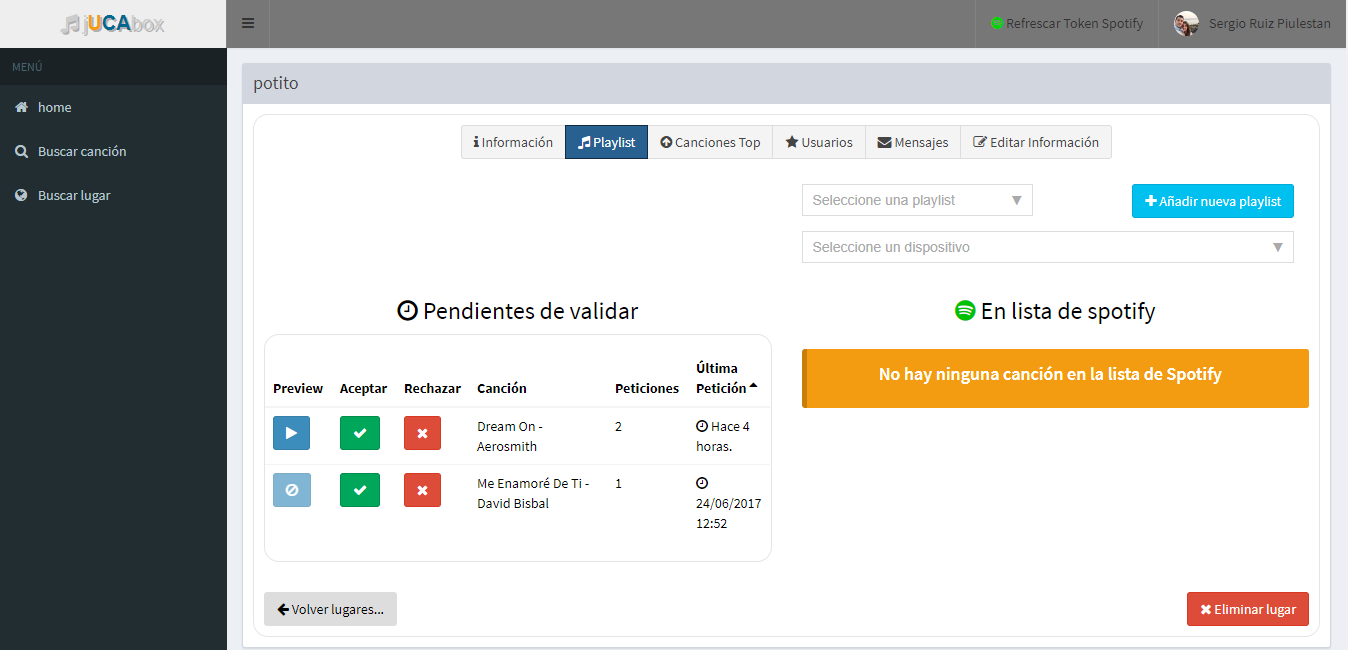 jUCAbox
Refrescar Token Spotify
Sergio Ruiz Piulestan
MENÚ
home
Buscar canción
Buscar lugar
potito
Información
Playlist
Canciones Top
Usuarios
Mensajes
Editar Información
Seleccione una playlist
Añadir nueva playlist
Seleccione un dispositivo
Pendientes de validar
Preview Aceptar Rechazar Canción Peticiones Última
Petición
Dream On - 2 Hace 4
Aerosmith horas.
Me Enamoré De Ti - 1
David Bisbal 24/06/2017
12:52
En lista de spotify
No hay ninguna canción en la lista de Spotify
Volver lugares...
Eliminar lugar